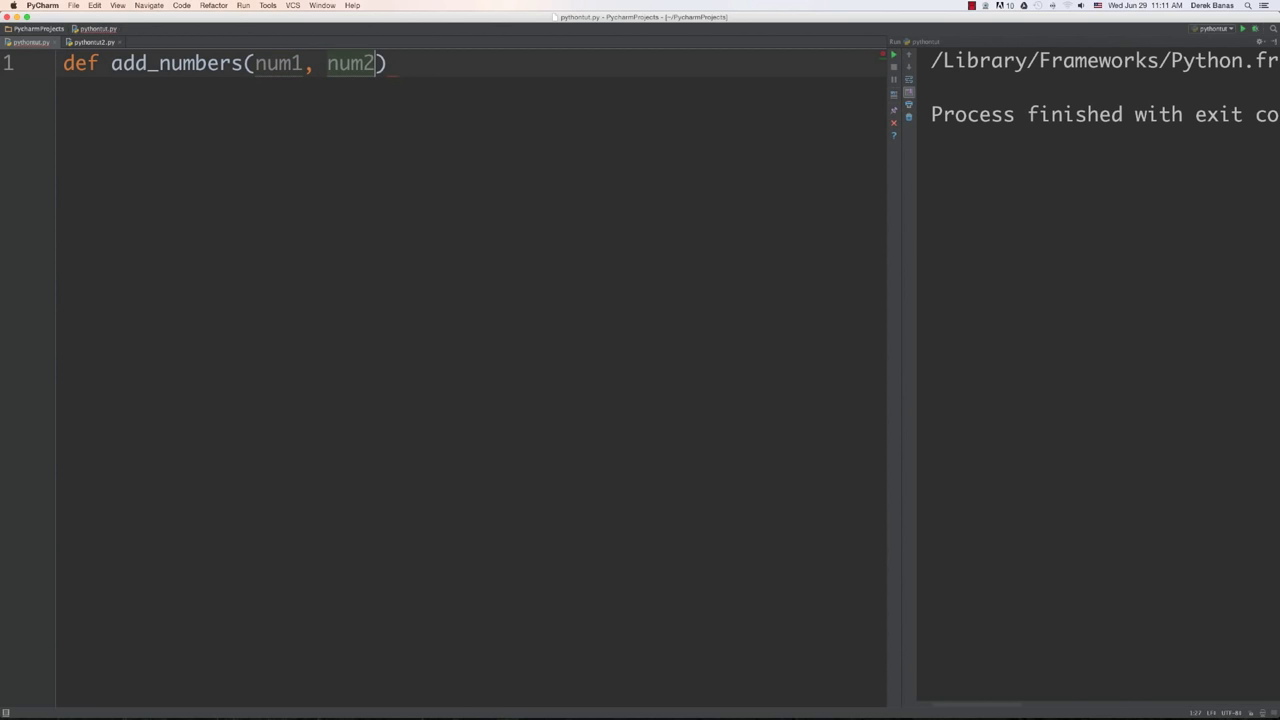 PyCharm File Edit View Navigate Code Refactor Run Tools VCS Window Help 10 Wed Jun 29 11:11 AM Derek Banas
pythontut.py - PycharmProjects - [~/PycharmProjects]
PycharmProjects pythontut.py pythontut
pythontut.py pythontut2.py Run pythontut
1 def add_numbers(num1, num2)
/Library/Frameworks/Python.fr
Process finished with exit co
1:27 LF≑ UTF-8≑